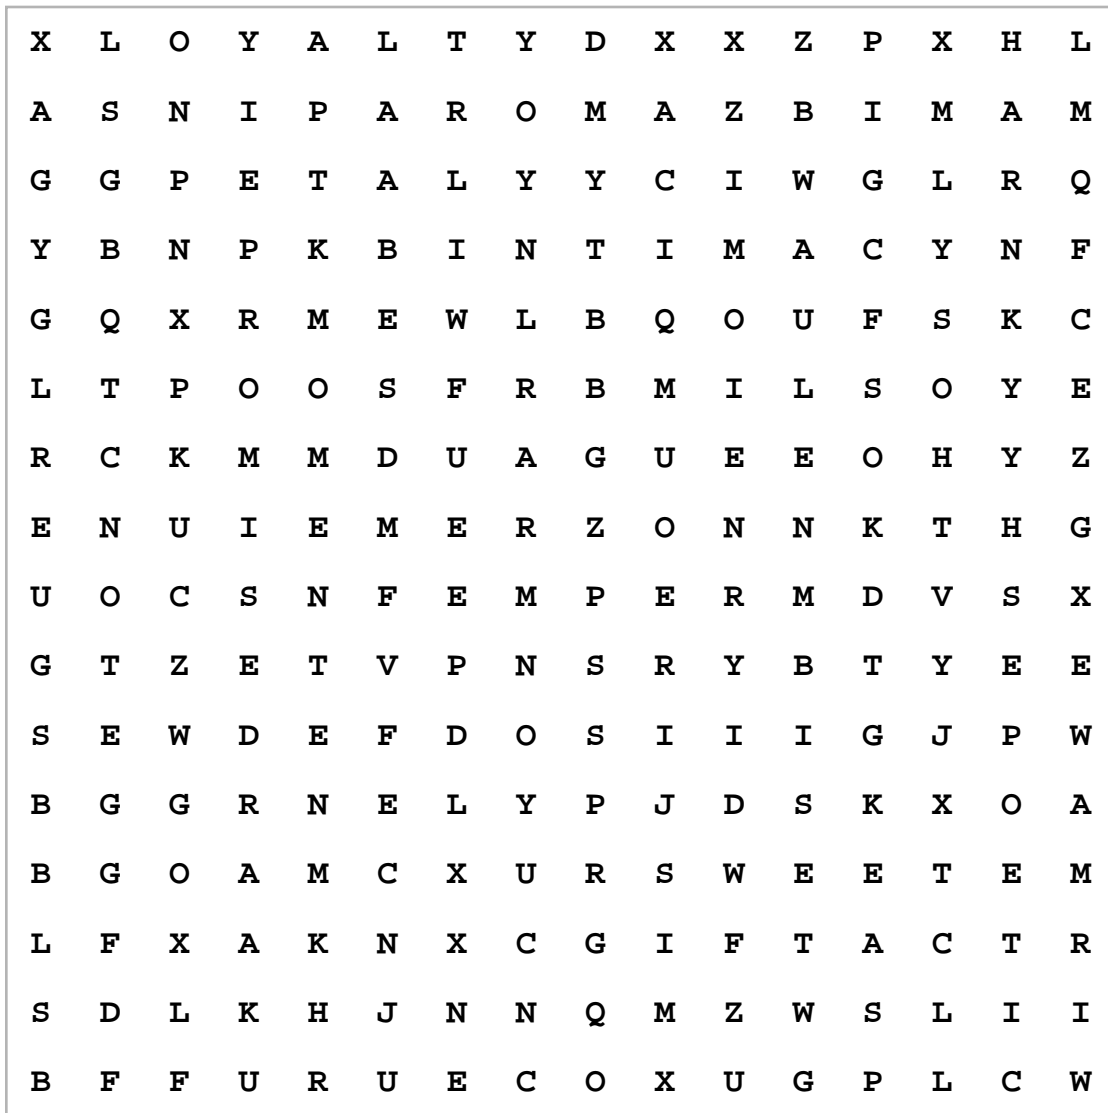 X L O Y A L T Y D X X Z P X H L
A S N I P A R O M A Z B I M A M
G G P E T A L Y Y C I W G L R Q
Y B N P K B I N T I M A C Y N F
G Q X R M E W L B Q O U F S K C
L T P O O S F R B M I L S O Y E
R C K M M D U A G U E E O H Y Z
E N U I E M E R Z O N N K T H G
U O C S N F E M P E R M D V S X
G T Z E T V P N S R Y B T Y E E
S E W D E F D O S I I I G J P W
B G G R N E L Y P J D S K X O A
B G O A M C X U R S W E E T E M
L F X A K N X C G I F T A C T R
S D L K H J N N Q M Z W S L I I
B F F U R U E C O X U G P L C W